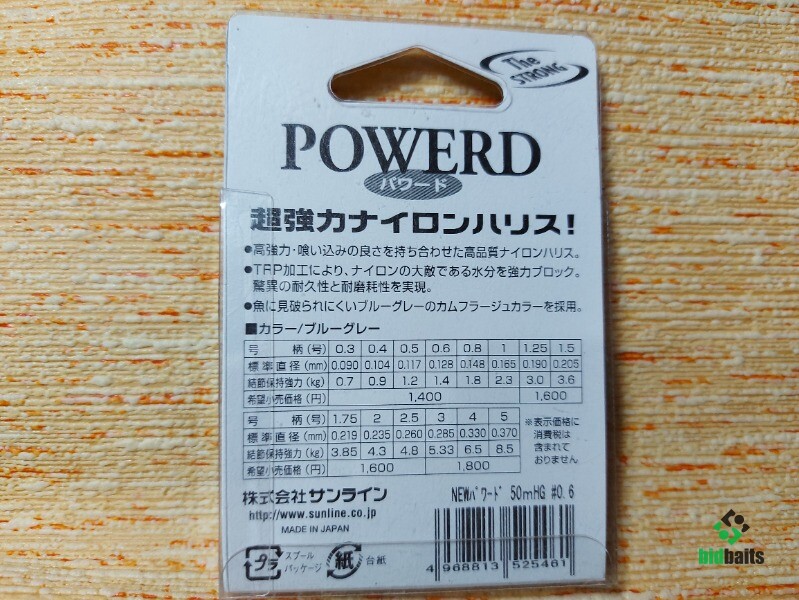 The
STRONG
POWERD
パワード
超強力ナイロンハリス!
●高強力・喰い込みの良さを持ち合わせた高品質ナイロンハリス。
●TRP加工により、ナイロンの大敵である水分を強力ブロック。
驚異の耐久性と耐磨耗性を実現。
●魚に見破られにくいブルーグレーのカムフラージュカラーを採用。
■カラー/ブルーグレー
号 柄(号) 0.3 0.4 0.5 0.6 0.8 1 1.25 1.5
標準直径(mm) 0.090 0.104 0.117 0.128 0.148 0.165 0.190 0.205
結節保持強力(kg) 0.7 0.9 1.2 1.4 1.8 2.3 3.0 3.6
希望小売価格(円) 1,400 1,600
号 柄(号) 1.75 2 2.5 3 4 5
標準直径(mm) 0.219 0.235 0.260 0.285 0.330 0.370
結節保持強力(kg) 3.85 4.3 4.8 5.33 6.5 8.5
希望小売価格(円) 1,600 1,800
※表示価格に
消費税は
含まれて
おりません
株式会社サンライン
http://www.sunline.co.jp
MADE IN JAPAN
NEWパワード 50mHG #0.6
プラ
スプール
パッケージ
紙
台紙
4 968813 525461
bidbaits